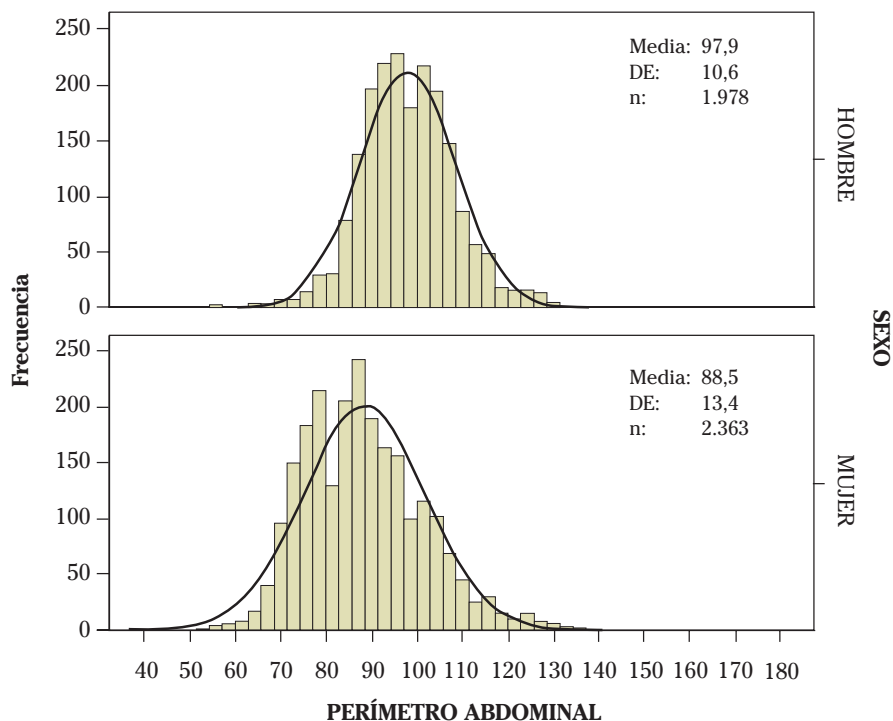 250
200
150
100
50
0
Media: 97,9
DE: 10,6
n: 1.978
HOMBRE
Frecuencia
SEXO
250
200
150
100
50
0
Media: 88,5
DE: 13,4
n: 2.363
MUJER
40 50 60 70 80 90 100 110 120 130 140 150 160 170 180
PERÍMETRO ABDOMINAL